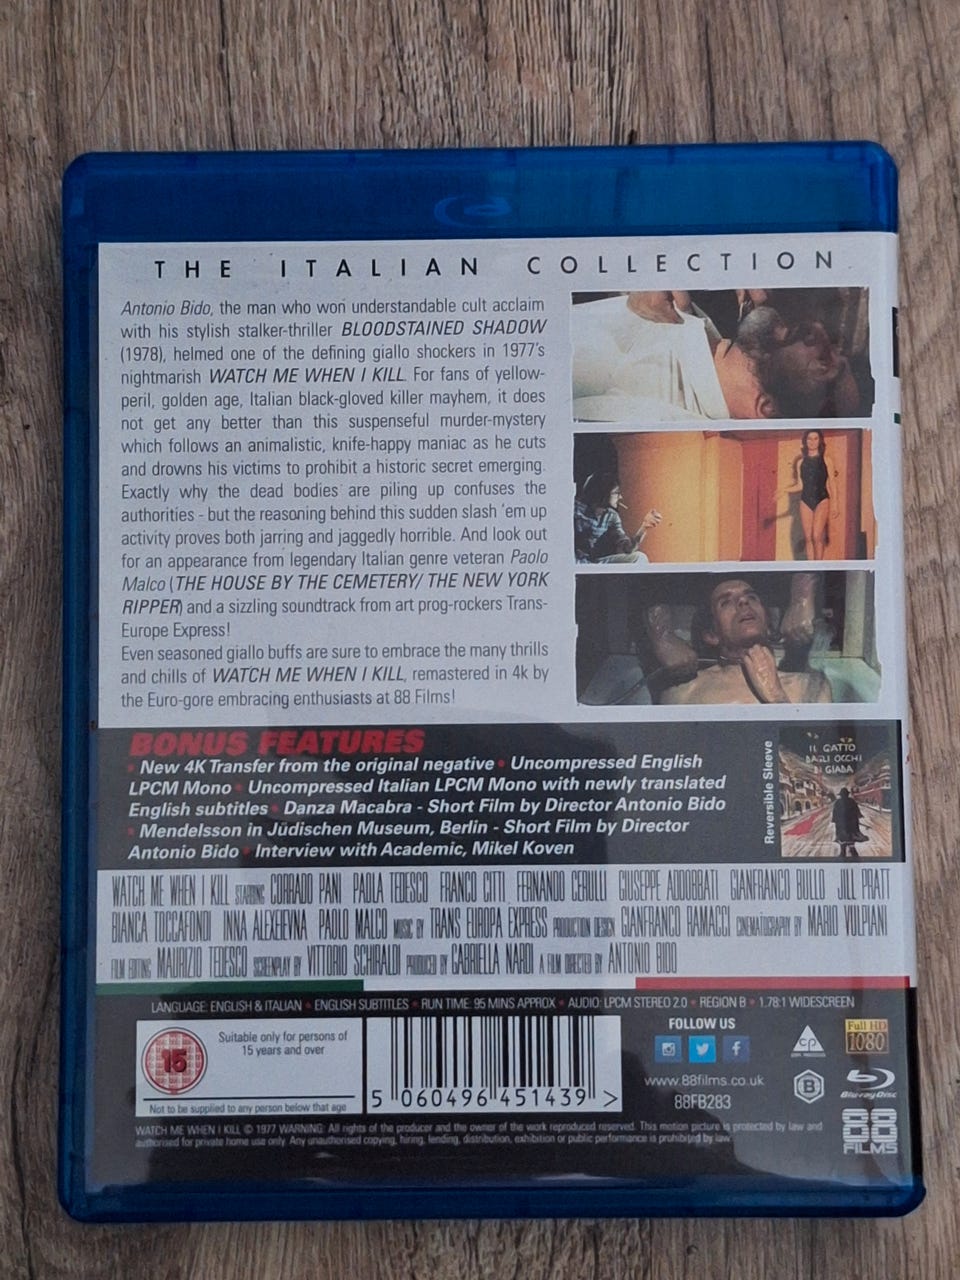 THE ITALIAN COLLECTION
Antonio Bido, the man who won understandable cult acclaim
with his stylish stalker-thriller BLOODSTAINED SHADOW
(1978), helmed one of the defining giallo shockers in 1977's
nightmarish WATCH ME WHEN I KILL. For fans of yellow-
peril, golden age, Italian black-gloved killer mayhem, it does
not get any better than this suspenseful murder-mystery
which follows an animalistic, knife-happy maniac as he cuts
and drowns his victims to prohibit a historic secret emerging.
Exactly why the dead bodies are piling up confuses the
authorities - but the reasoning behind this sudden slash 'em up
activity proves both jarring and jaggedly horrible. And look out
for an appearance from legendary Italian genre veteran Paolo
Malco (THE HOUSE BY THE CEMETERY/ THE NEW YORK
RIPPER) and a sizzling soundtrack from art prog-rockers Trans-
Europe Express!
Even seasoned giallo buffs are sure to embrace the many thrills
and chills of WATCH ME WHEN I KILL, remastered in 4k by
the Euro-gore embracing enthusiasts at 88 Films!
BONUS FEATURES
• New 4K Transfer from the original negative • Uncompressed English
LPCM Mono • Uncompressed Italian LPCM Mono with newly translated
English subtitles • Danza Macabra - Short Film by Director Antonio Bido
• Mendelsson in Jüdischen Museum, Berlin - Short Film by Director
Antonio Bido • Interview with Academic, Mikel Koven
Reversible Sleeve
IL GATTO
DAGLI OCCHI
DI GIADA
WATCH ME WHEN I KILL STARRING CORRADO PANI PAOLA TEDESCO FRANCO CITTI FERNANDO CERULLI GIUSEPPE ADDOBBATI GIANFRANCO BULLO JILL PRATT
BIANCA TOCCAFONDI INNA ALEXEIEVNA PAOLO MALCO MUSIC BY TRANS EUROPA EXPRESS PRODUCTION DESIGN GIANFRANCO RAMACCI CINEMATOGRAPHY BY MARIO VULPIANI
FILM EDITING MAURIZIO TEDESCO SCREENPLAY BY VITTORIO SCHIRALDI PRODUCED BY GABRIELLA NARDI A FILM DIRECTED BY ANTONIO BIDO
LANGUAGE: ENGLISH & ITALIAN • ENGLISH SUBTITLES • RUN TIME: 95 MINS APPROX • AUDIO: LPCM STEREO 2.0 • REGION B • 1.78:1 WIDESCREEN
15
Suitable only for persons of
15 years and over
Not to be supplied to any person below that age
5 060496 451439 >
FOLLOW US
www.88films.co.uk
88FB283
Full HD
1080
B
Blu-ray Disc
88
FILMS
WATCH ME WHEN I KILL © 1977 WARNING: All rights of the producer and the owner of the work reproduced reserved. This motion picture is protected by law and
authorised for private home use only. Any unauthorised copying, hiring, lending, distribution, exhibition or public performance is prohibited by law